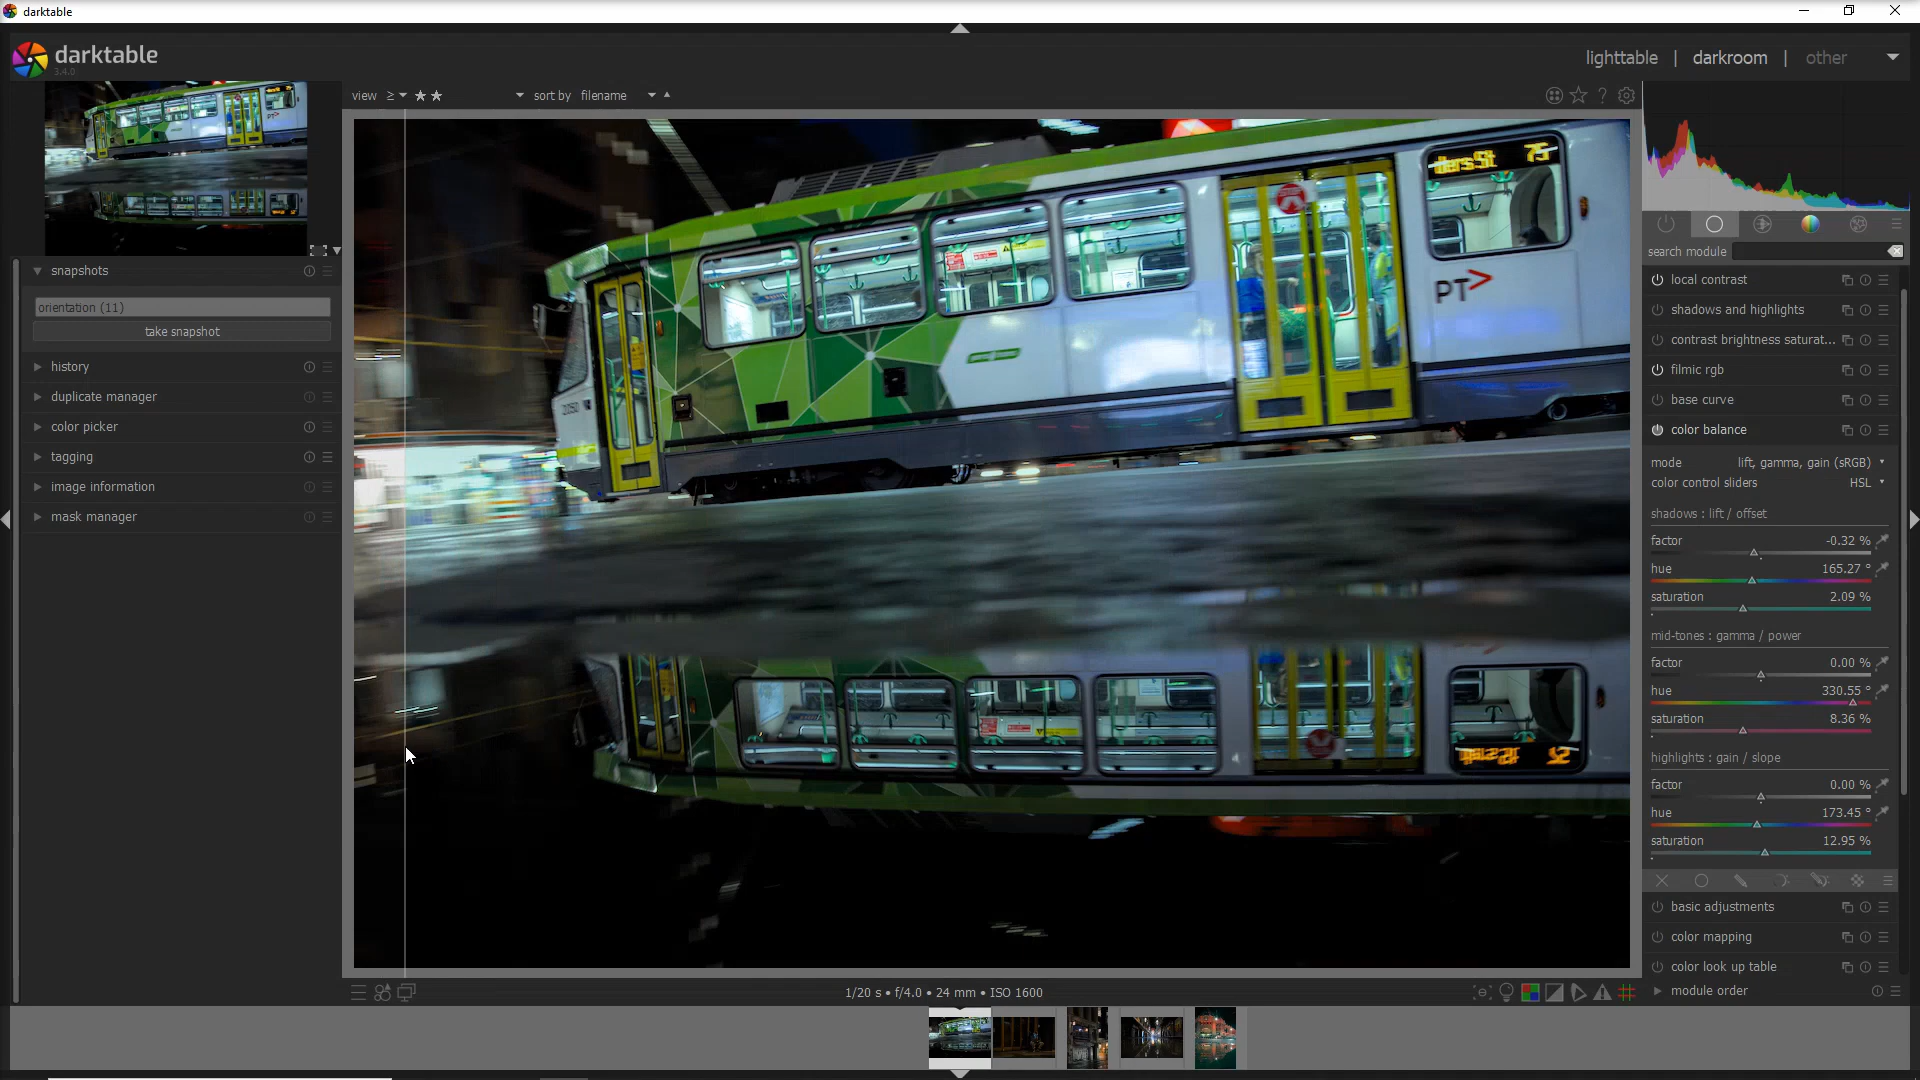 darktable
darktable
3.4.0
lighttable | darkroom | other
view ≥ ★ ★ sort by filename
search module
snapshots
orientation (11)
take snapshot
history
duplicate manager
color picker
tagging
image information
mask manager
75
PT>
local contrast
shadows and highlights
contrast brightness saturat...
filmic rgb
base curve
color balance
mode lift, gamma, gain (sRGB)
color control sliders HSL
shadows : lift / offset
factor -0.32 %
hue 165.27 °
saturation 2.09 %
mid-tones : gamma / power
factor 0.00 %
hue 330.55 °
saturation 8.36 %
highlights : gain / slope
factor 0.00 %
hue 173.45 °
saturation 12.95 %
basic adjustments
color mapping
color look up table
module order
1/20 s • f/4.0 • 24 mm • ISO 1600